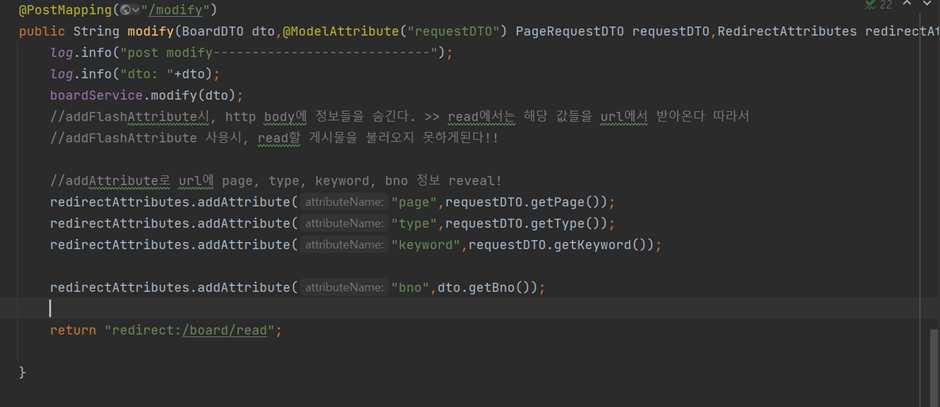 22
@PostMapping("/modify")
public String modify(BoardDTO dto,@ModelAttribute("requestDTO") PageRequestDTO requestDTO,RedirectAttributes
log.info("post modify---------------------------");
log.info("dto: "+dto);
boardService.modify(dto);
//addFlashAttribute시, http body에 정보들을 숨긴다. >> read에서는 해당 값들을 url에서 받아온다 따라서
//addFlashAttribute 사용시, read할 게시물을 불러오지 못하게된다!!
//addAttribute로 url에 page, type, keyword, bno 정보 reveal!
redirectAttributes.addAttribute( attributeName: "page",requestDTO.getPage());
redirectAttributes.addAttribute( attributeName: "type",requestDTO.getType());
redirectAttributes.addAttribute( attributeName: "keyword",requestDTO.getKeyword());
redirectAttributes.addAttribute( attributeName: "bno",dto.getBno());
return "redirect:/board/read";
}